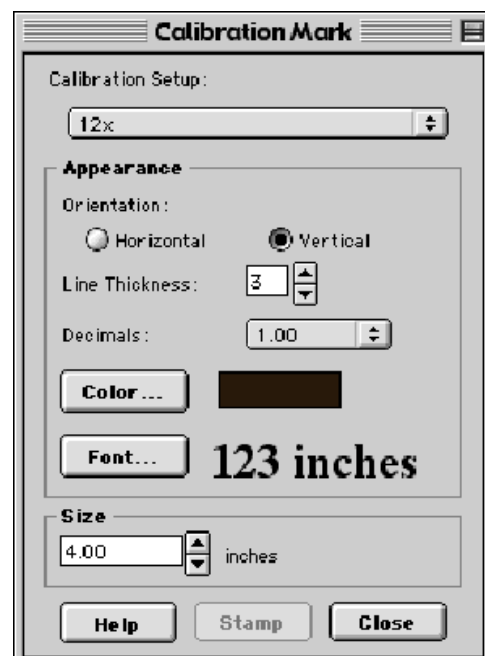 Calibration Mark
Calibration Setup:
12x
Appearance
Orientation:
Horizontal Vertical
Line Thickness: 3
Decimals: 1.00
Color...
Font... 123 inches
Size
4.00 inches
Help Stamp Close